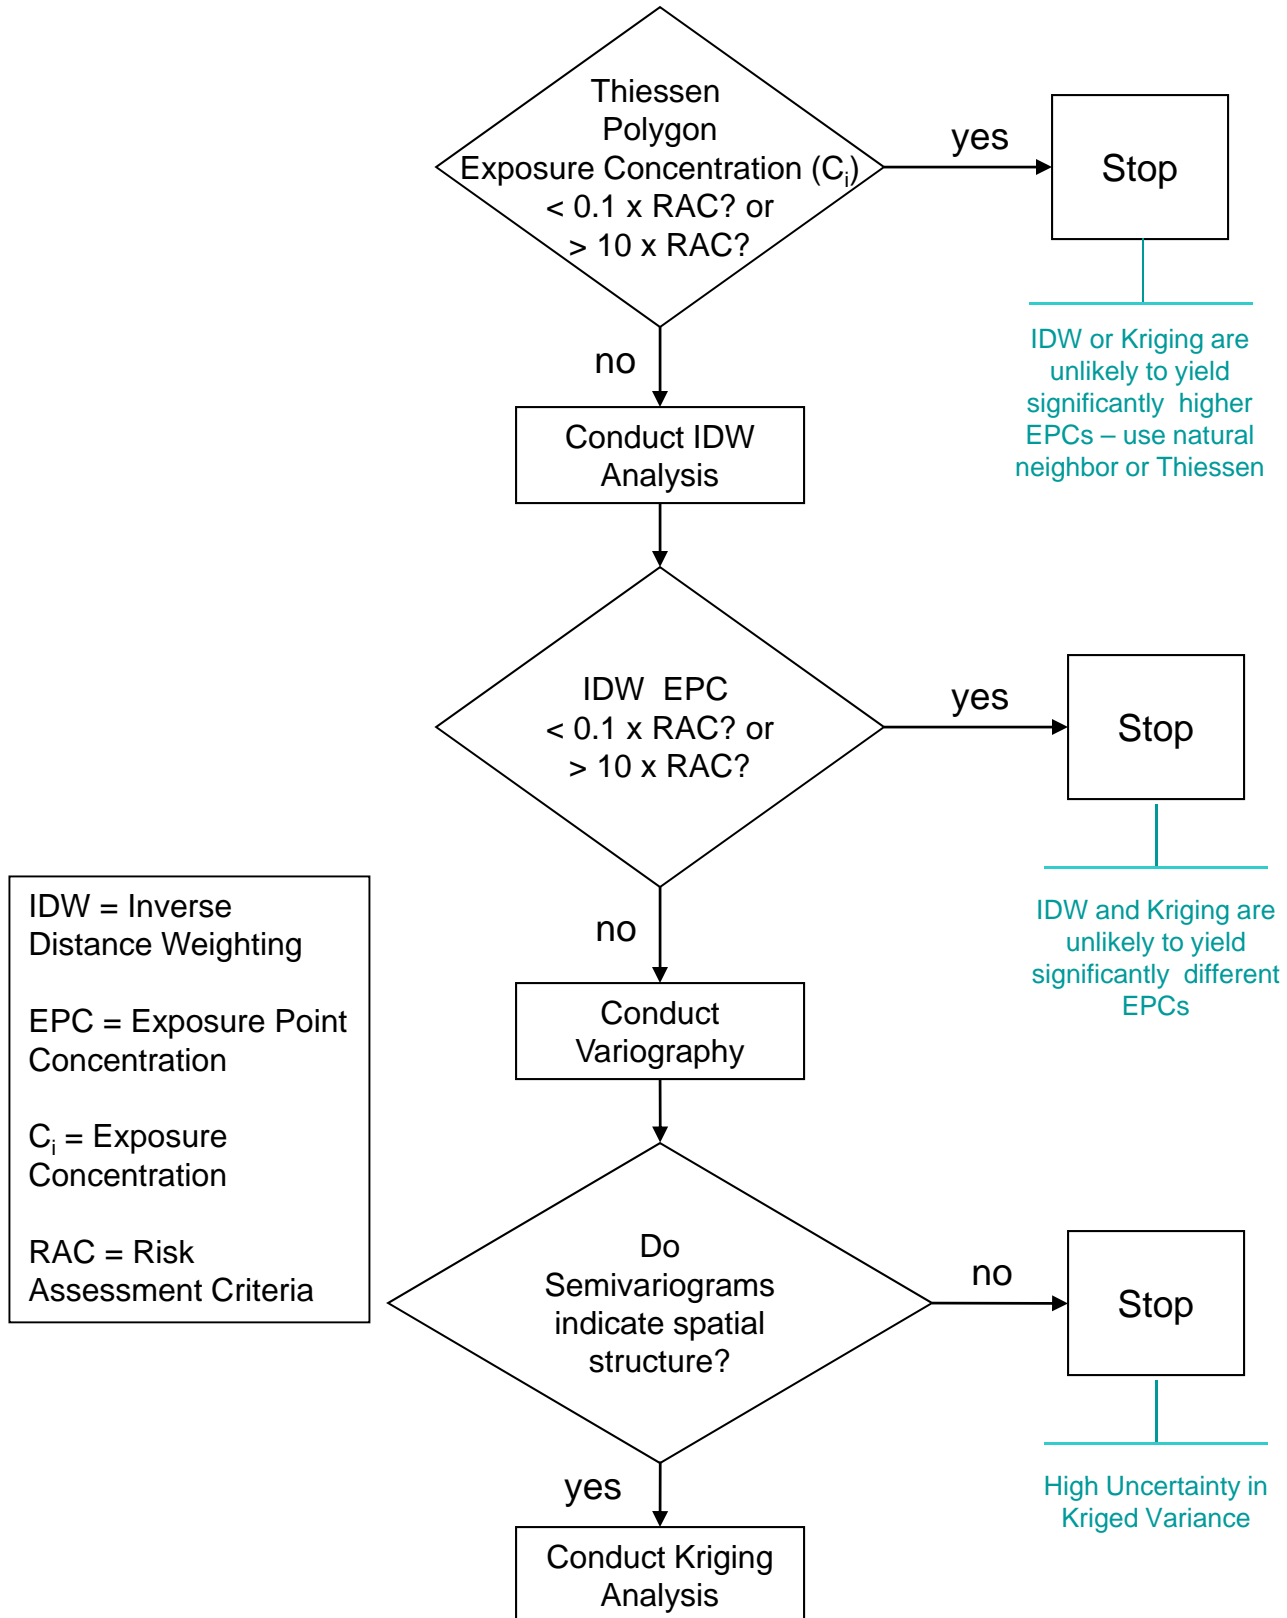 Thiessen
Polygon
Exposure Concentration (Ci)
< 0.1 x RAC? or
> 10 x RAC?
yes
Stop
IDW or Kriging are
unlikely to yield
significantly higher
EPCs – use natural
neighbor or Thiessen
no
Conduct IDW
Analysis
IDW EPC
< 0.1 x RAC? or
> 10 x RAC?
yes
Stop
IDW and Kriging are
unlikely to yield
significantly different
EPCs
no
Conduct
Variography
IDW = Inverse
Distance Weighting
EPC = Exposure Point
Concentration
Ci = Exposure
Concentration
RAC = Risk
Assessment Criteria
Do
Semivariograms
indicate spatial
structure?
no
Stop
High Uncertainty in
Kriged Variance
yes
Conduct Kriging
Analysis